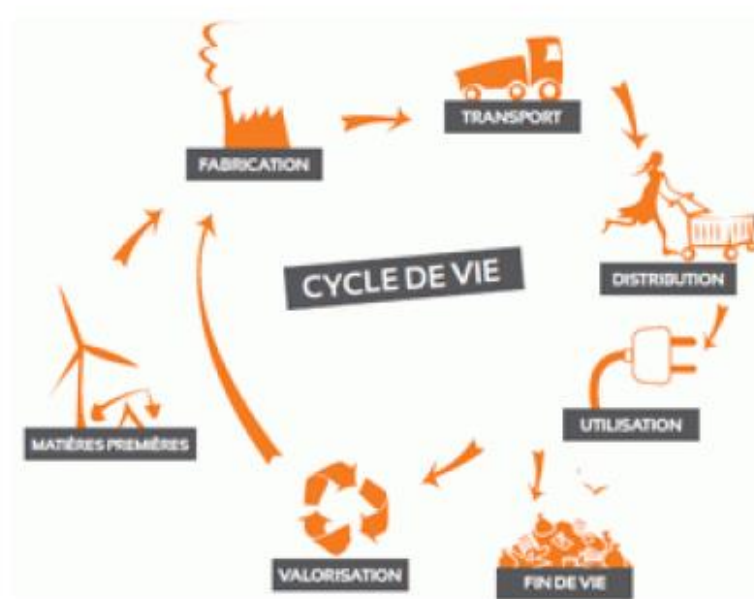 TRANSPORT
FABRICATION
DISTRIBUTION
CYCLE DE VIE
UTILISATION
MATIÈRES PREMIÈRES
VALORISATION
FIN DE VIE